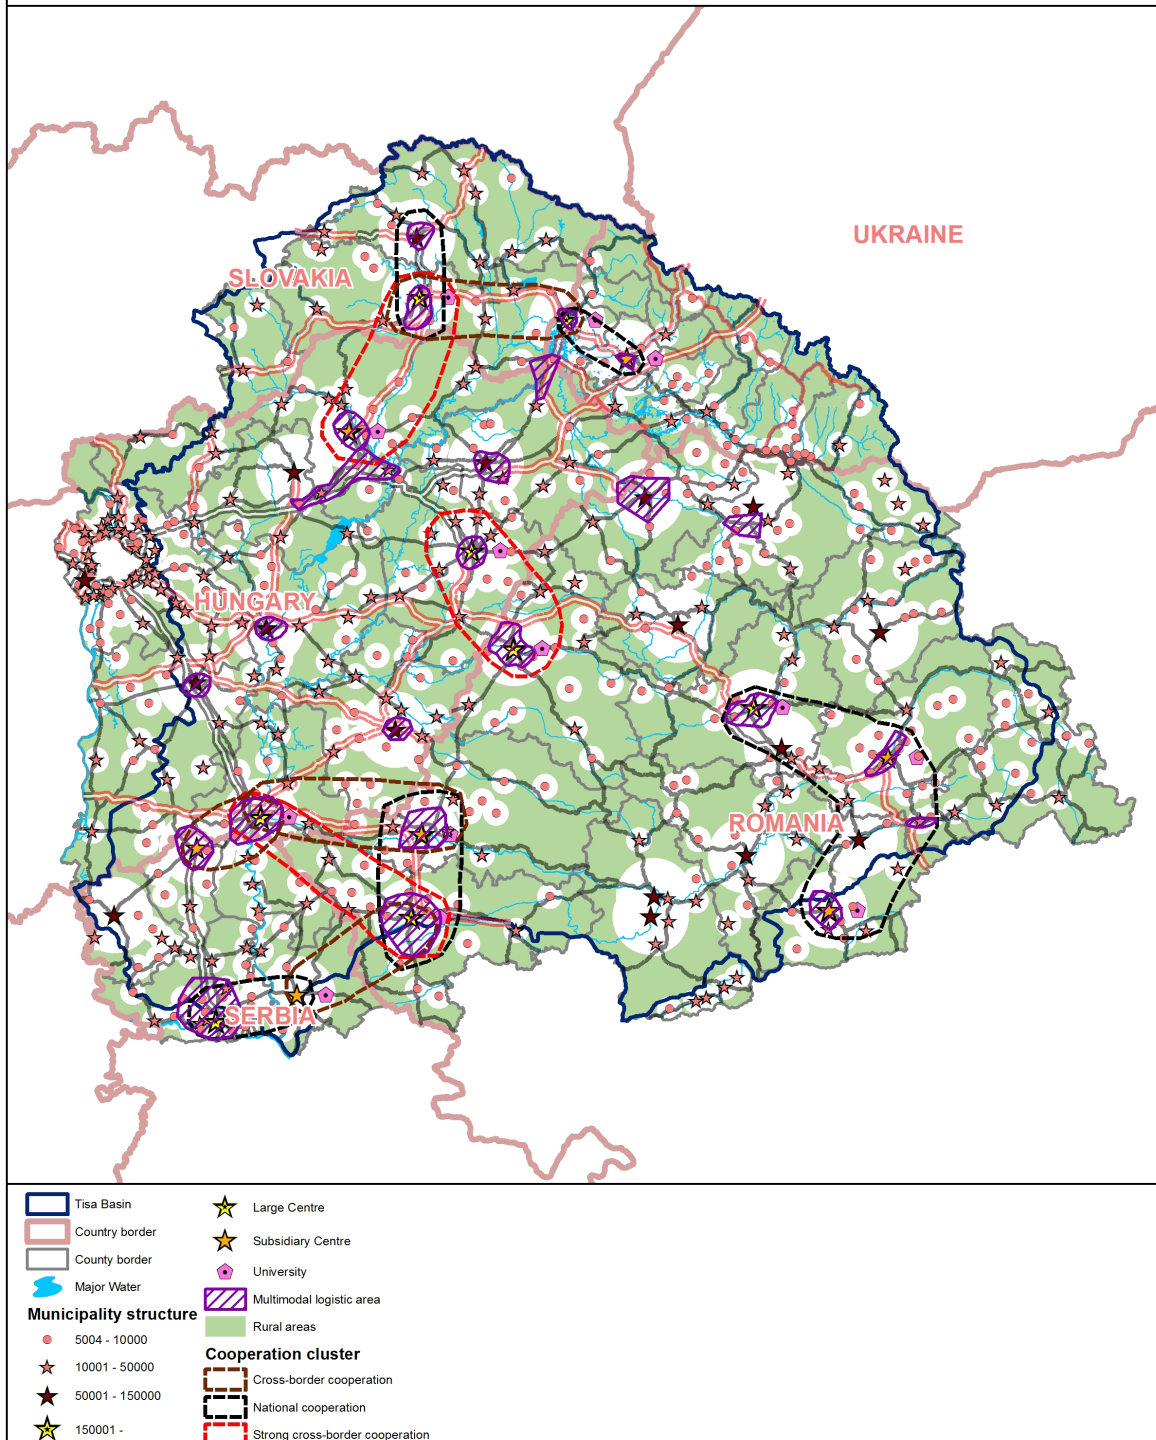 UKRAINE
SLOVAKIA
HUNGARY
ROMANIA
SERBIA
Tisa Basin
Country border
County border
Major Water
Municipality structure
5004 - 10000
10001 - 50000
50001 - 150000
150001 -
Large Centre
Subsidiary Centre
University
Multimodal logistic area
Rural areas
Cooperation cluster
Cross-border cooperation
National cooperation
Strong cross-border cooperation